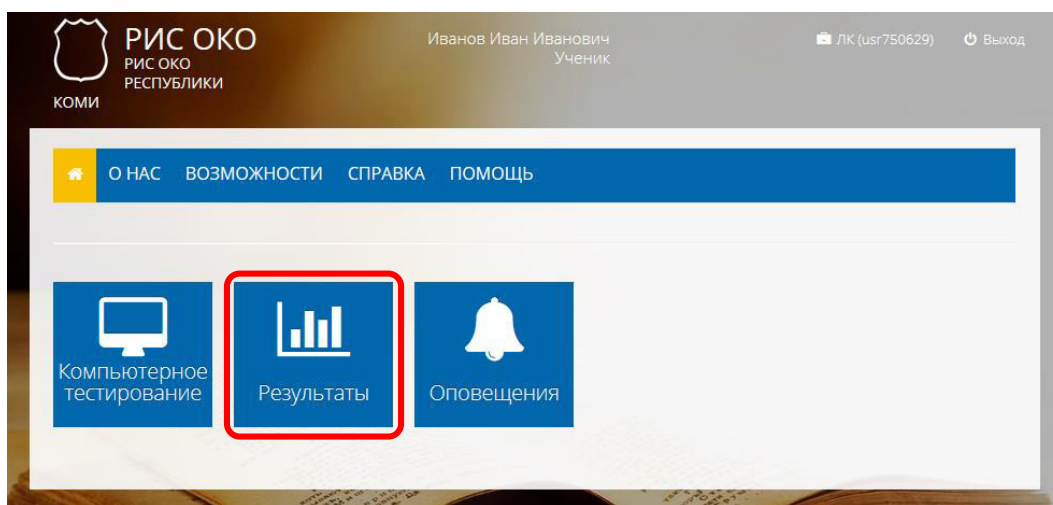 РИС ОКО
РИС ОКО
РЕСПУБЛИКИ
КОМИ
Иванов Иван Иванович
Ученик
ЛК (usr750629)
Выход
О НАС
ВОЗМОЖНОСТИ
СПРАВКА
ПОМОЩЬ
Компьютерное
тестирование
Результаты
Оповещения